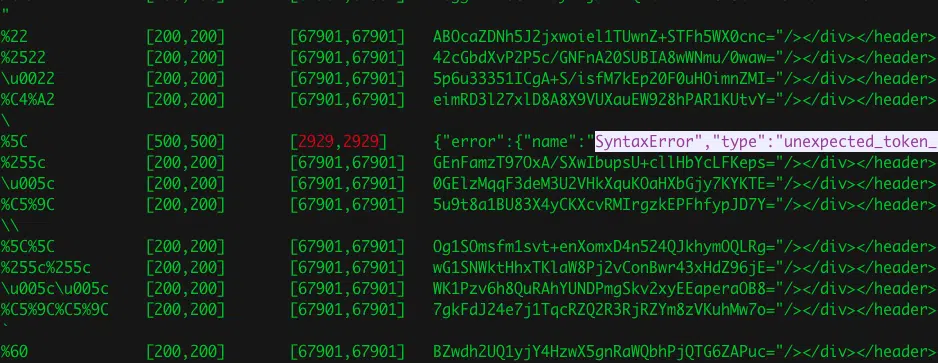 "
%22 [200,200] [67901,67901] ABOcaZDNh5J2jxwoiel1TUwnZ+STFh5WX0cnc="/></div></header>
%2522 [200,200] [67901,67901] 42cGbdXvP2P5c/GNFnA20SUBIA8wWNmu/0waw="/></div></header>
\u0022 [200,200] [67901,67901] 5p6u33351ICgA+S/isfM7kEp20F0uHOimnZMI="/></div></header>
%C4%A2 [200,200] [67901,67901] eimRD3l27xlD8A8X9VUXauEW928hPAR1KUtvY="/></div></header>
\
%5C [500,500] [2929,2929] {"error":{"name":"SyntaxError","type":"unexpected_token_
%255c [200,200] [67901,67901] GEnFamzT97OxA/SXwIbupsU+cllHbYcLFKeps="/></div></header>
\u005c [200,200] [67901,67901] 0GElzMqqF3deM3U2VHkXquKOaHXbGjy7KYKTE="/></div></header>
%C5%9C [200,200] [67901,67901] 5u9t8a1BU83X4yCKXcvRMIrgzkEPFhfypJD7Y="/></div></header>
\\
%5C%5C [200,200] [67901,67901] Og1SOmsfm1svt+enXomxD4n524QJkhymOQLRg="/></div></header>
%255c%255c [200,200] [67901,67901] wG1SNWktHhxTKlaW8Pj2vConBwr43xHdZ96jE="/></div></header>
\u005c\u005c [200,200] [67901,67901] WK1Pzv6h8QuRAhYUNDPmgSkv2xyEEaperaOB8="/></div></header>
%C5%9C%C5%9C [200,200] [67901,67901] 7gkFdJ24e7j1TqcRZQ2R3RjRZYm8zVKuhMw7o="/></div></header>
`
%60 [200,200] [67901,67901] BZwdh2UQ1yjY4HzwX5gnRaWQbhPjQTG6ZAPuc="/></div></header>